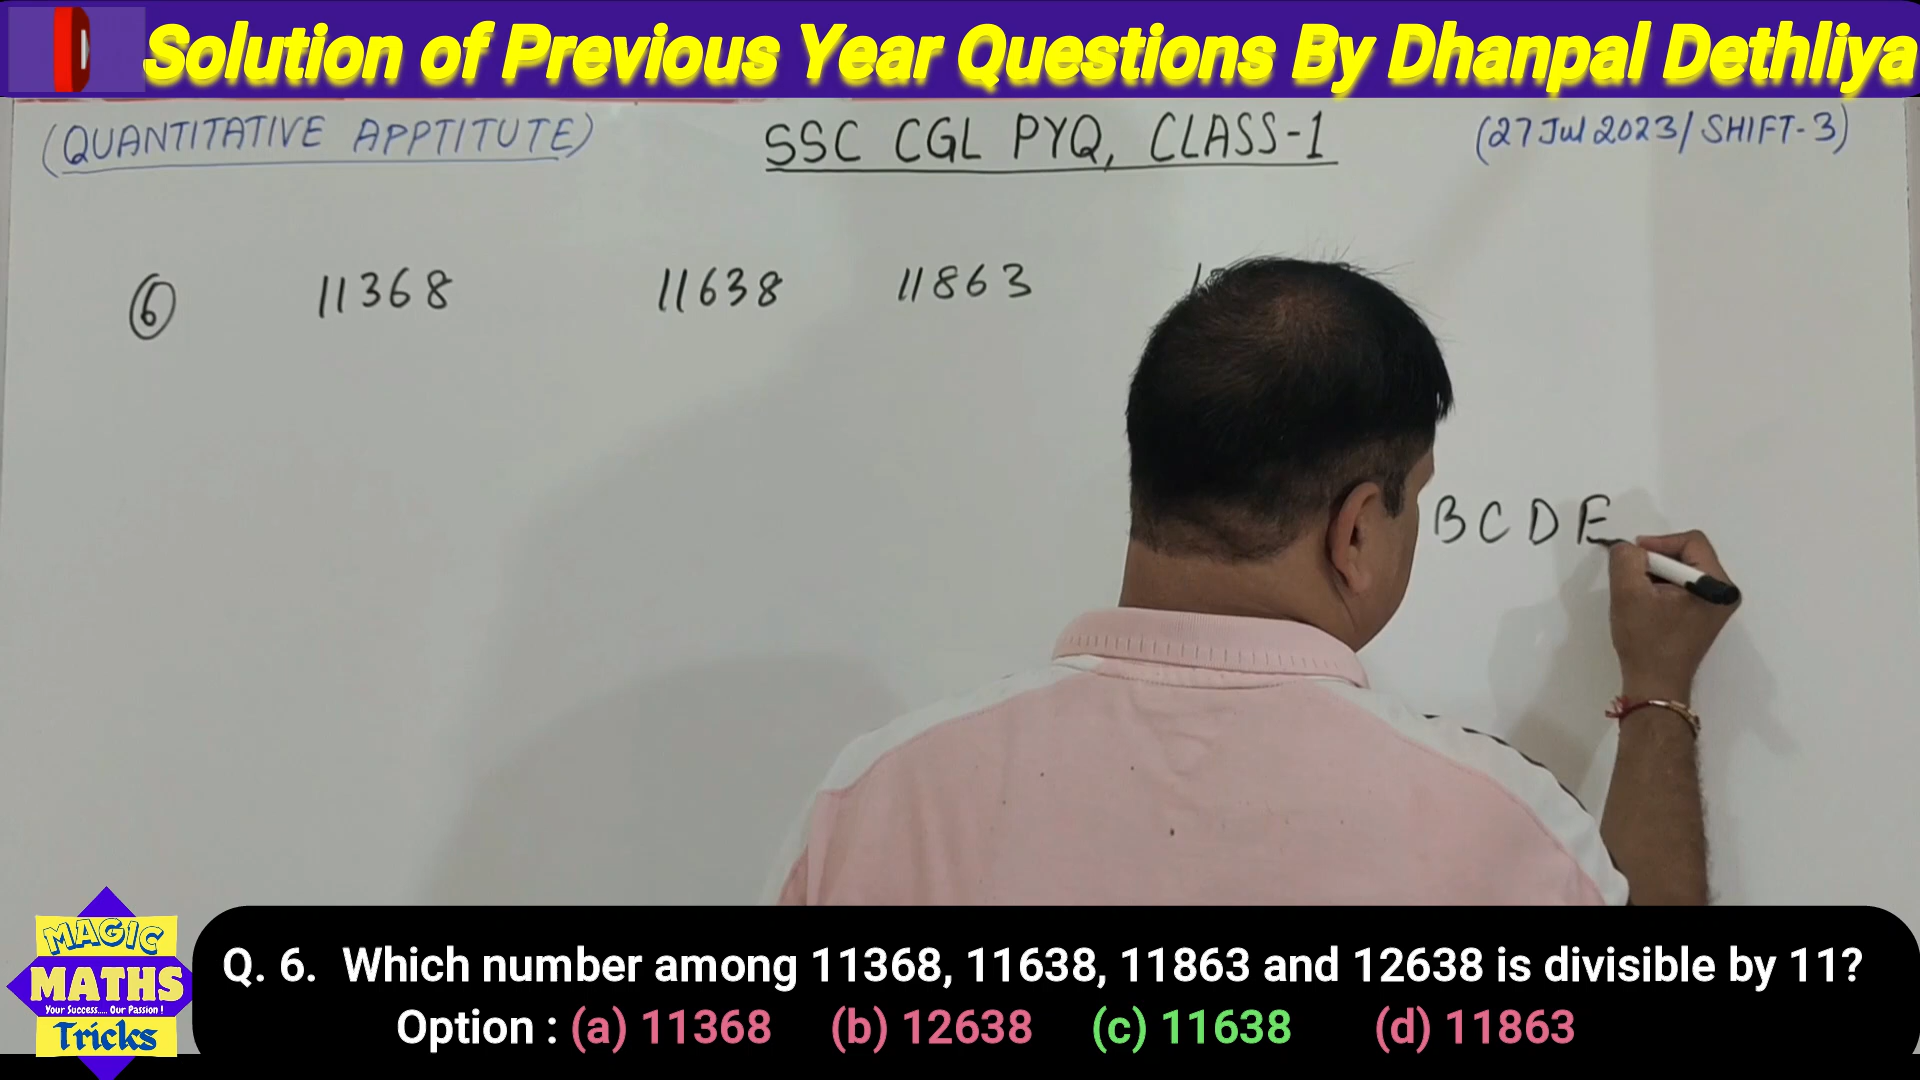 Solution of Previous Year Questions By Dhanpal Dethliya
(QUANTITATIVE APPTITUTE) SSC CGL PYQ, CLASS-1 (27 Jul 2023/ SHIFT-3)
6 11368 11638 11863
B C D E
MAGIC
MATHS
Your Success..... Our Passion !
Tricks
Q. 6. Which number among 11368, 11638, 11863 and 12638 is divisible by 11?
Option : (a) 11368 (b) 12638 (c) 11638 (d) 11863